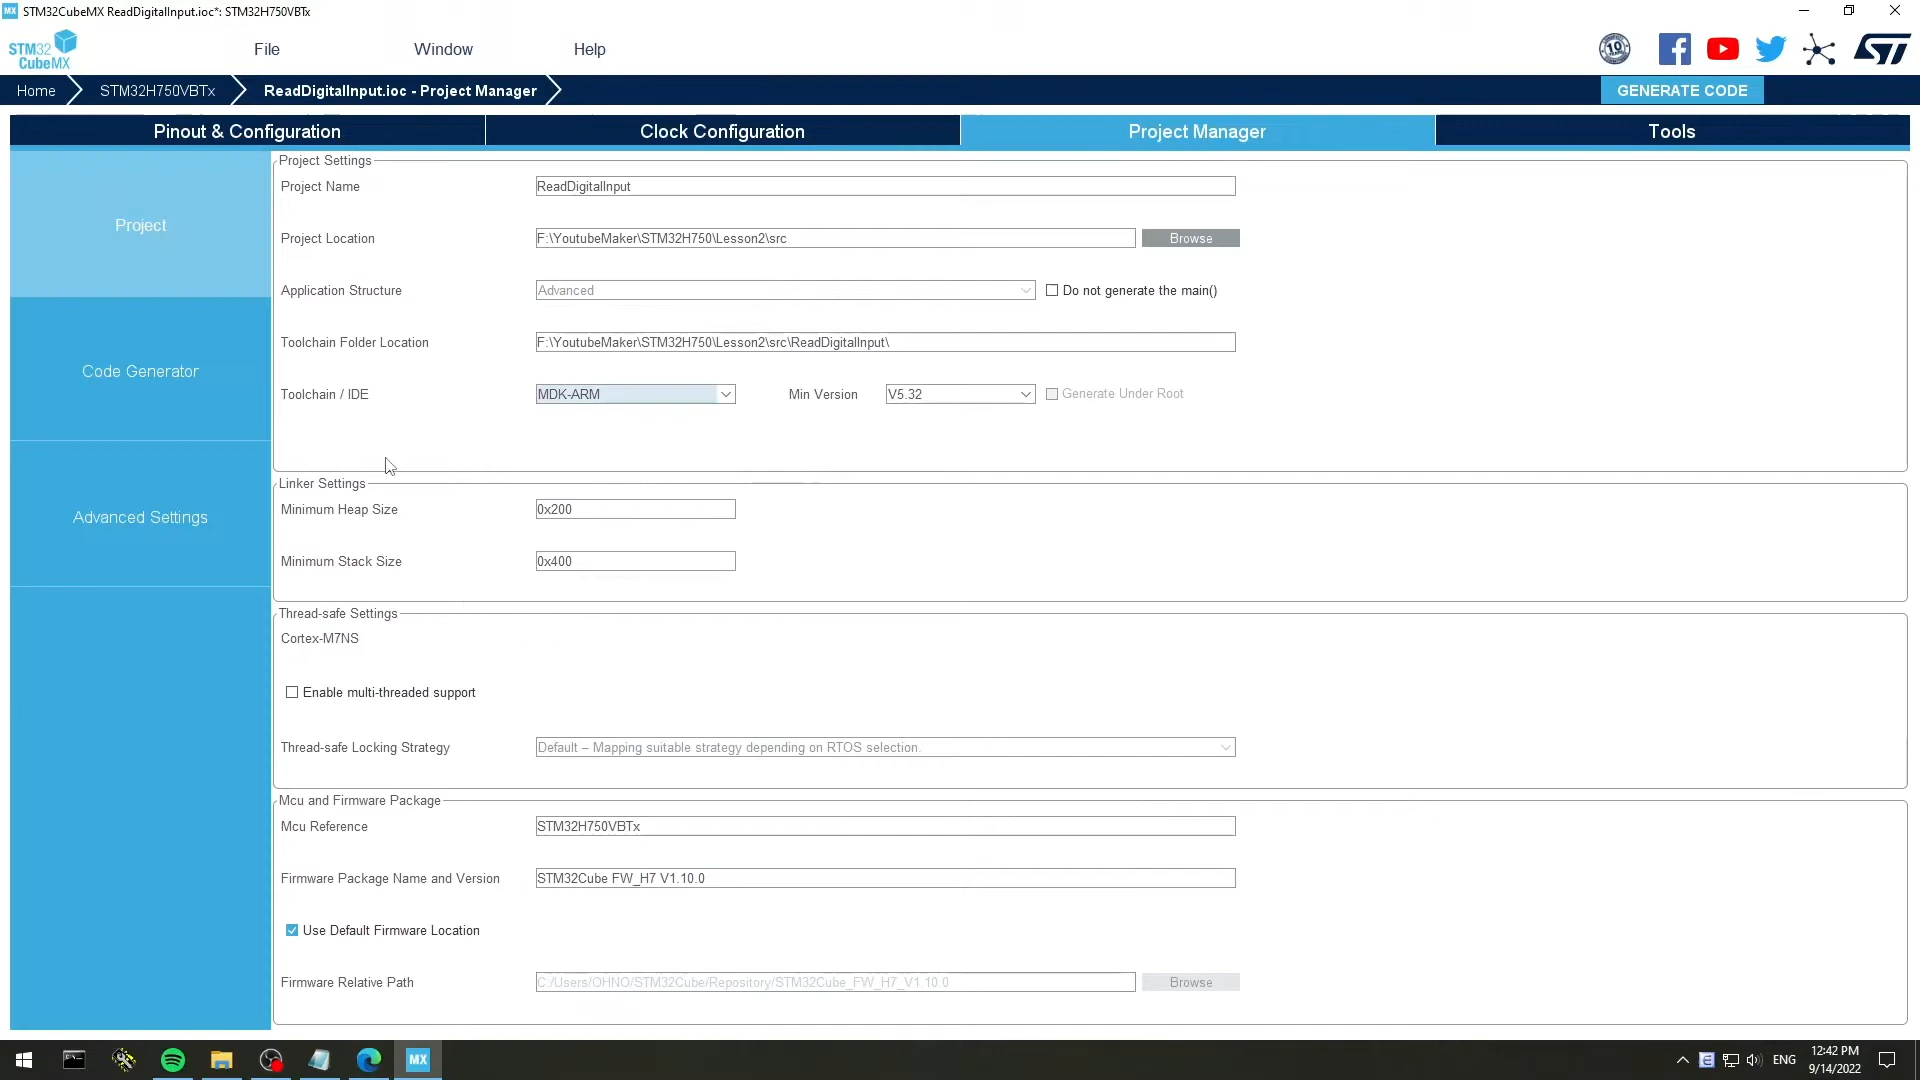 MX STM32CubeMX ReadDigitalInput.ioc*: STM32H750VBTx
STM32 CubeMX File Window Help 10 ST
Home STM32H750VBTx ReadDigitalInput.ioc - Project Manager GENERATE CODE
Pinout & Configuration Clock Configuration Project Manager Tools
Project
Code Generator
Advanced Settings
Project Settings
Project Name ReadDigitalInput
Project Location F:\YoutubeMaker\STM32H750\Lesson2\src Browse
Application Structure Advanced Do not generate the main()
Toolchain Folder Location F:\YoutubeMaker\STM32H750\Lesson2\src\ReadDigitalInput\
Toolchain / IDE MDK-ARM Min Version V5.32 Generate Under Root
Linker Settings
Minimum Heap Size 0x200
Minimum Stack Size 0x400
Thread-safe Settings
Cortex-M7NS
Enable multi-threaded support
Thread-safe Locking Strategy Default – Mapping suitable strategy depending on RTOS selection.
Mcu and Firmware Package
Mcu Reference STM32H750VBTx
Firmware Package Name and Version STM32Cube FW_H7 V1.10.0
Use Default Firmware Location
Firmware Relative Path C:/Users/OHNO/STM32Cube/Repository/STM32Cube_FW_H7_V1.10.0 Browse
MX ENG 12:42 PM
9/14/2022